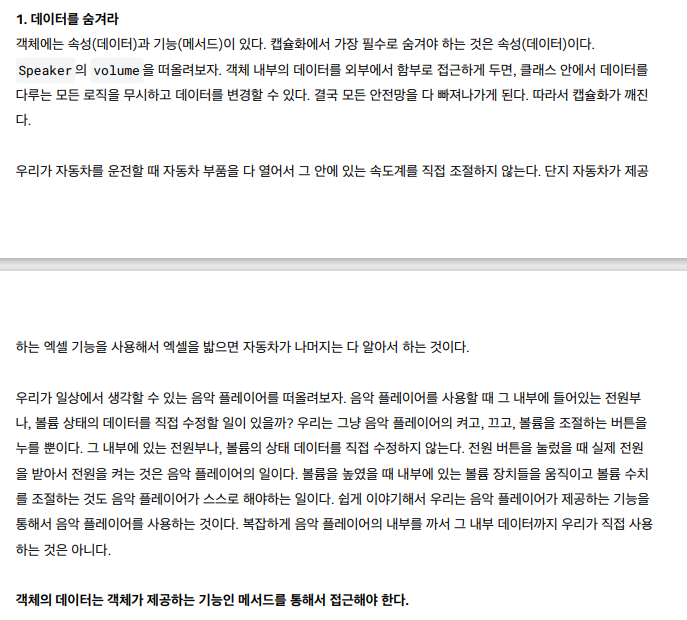 1. 데이터를 숨겨라
객체에는 속성(데이터)과 기능(메서드)이 있다. 캡슐화에서 가장 필수로 숨겨야 하는 것은 속성(데이터)이다.
Speaker의 volume을 떠올려보자. 객체 내부의 데이터를 외부에서 함부로 접근하게 두면, 클래스 안에서 데이터를
다루는 모든 로직을 무시하고 데이터를 변경할 수 있다. 결국 모든 안전망을 다 빠져나가게 된다. 따라서 캡슐화가 깨진
다.
우리가 자동차를 운전할 때 자동차 부품을 다 열어서 그 안에 있는 속도계를 직접 조절하지 않는다. 단지 자동차가 제공
하는 엑셀 기능을 사용해서 엑셀을 밟으면 자동차가 나머지는 다 알아서 하는 것이다.
우리가 일상에서 생각할 수 있는 음악 플레이어를 떠올려보자. 음악 플레이어를 사용할 때 그 내부에 들어있는 전원부
나, 볼륨 상태의 데이터를 직접 수정할 일이 있을까? 우리는 그냥 음악 플레이어의 켜고, 끄고, 볼륨을 조절하는 버튼을
누를 뿐이다. 그 내부에 있는 전원부나, 볼륨의 상태 데이터를 직접 수정하지 않는다. 전원 버튼을 눌렀을 때 실제 전원
을 받아서 전원을 켜는 것은 음악 플레이어의 일이다. 볼륨을 높였을 때 내부에 있는 볼륨 장치들을 움직이고 볼륨 수치
를 조절하는 것도 음악 플레이어가 스스로 해야하는 일이다. 쉽게 이야기해서 우리는 음악 플레이어가 제공하는 기능을
통해서 음악 플레이어를 사용하는 것이다. 복잡하게 음악 플레이어의 내부를 까서 그 내부 데이터까지 우리가 직접 사용
하는 것은 아니다.
객체의 데이터는 객체가 제공하는 기능인 메서드를 통해서 접근해야 한다.